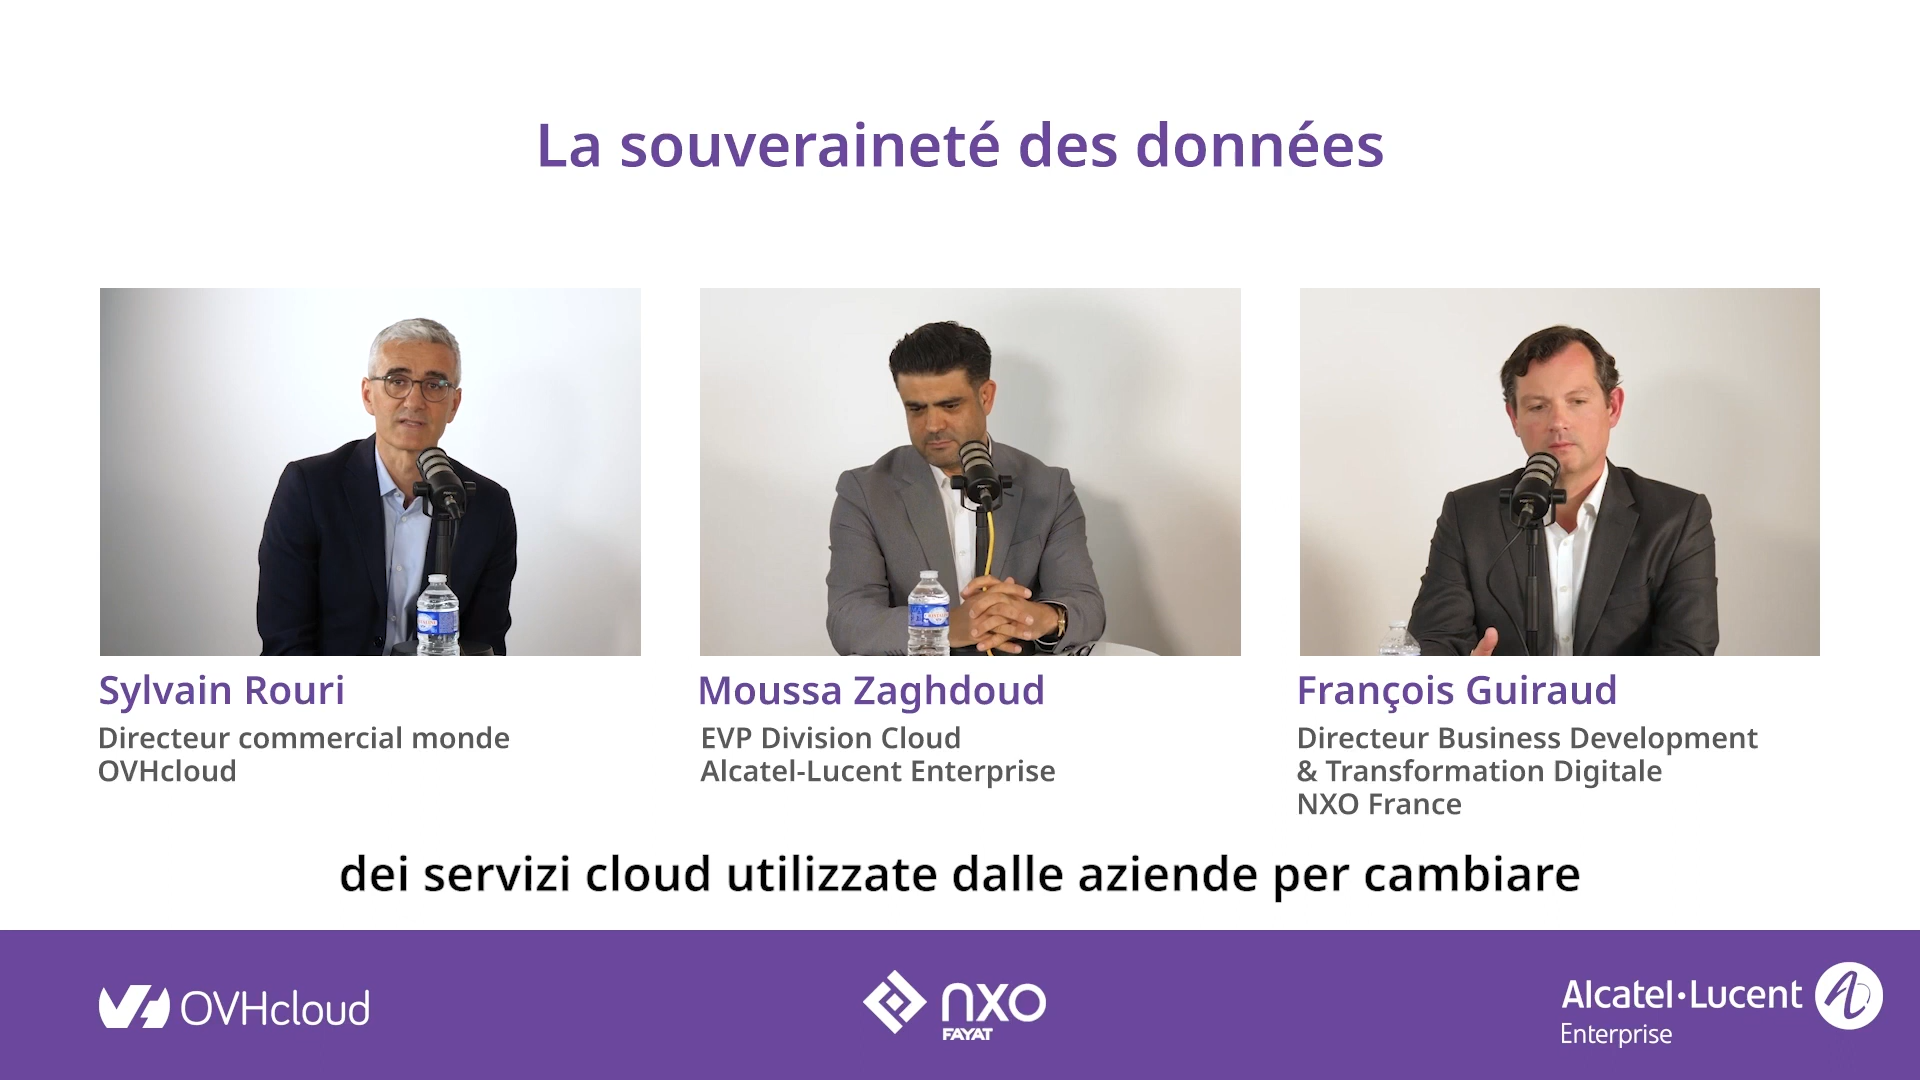 La souveraineté des données
Sylvain Rouri
Directeur commercial monde
OVHcloud
Moussa Zaghdoud
EVP Division Cloud
Alcatel-Lucent Enterprise
François Guiraud
Directeur Business Development
& Transformation Digitale
NXO France
dei servizi cloud utilizzate dalle aziende per cambiare
OVHcloud
nxo
FAYAT
Alcatel·Lucent
Enterprise